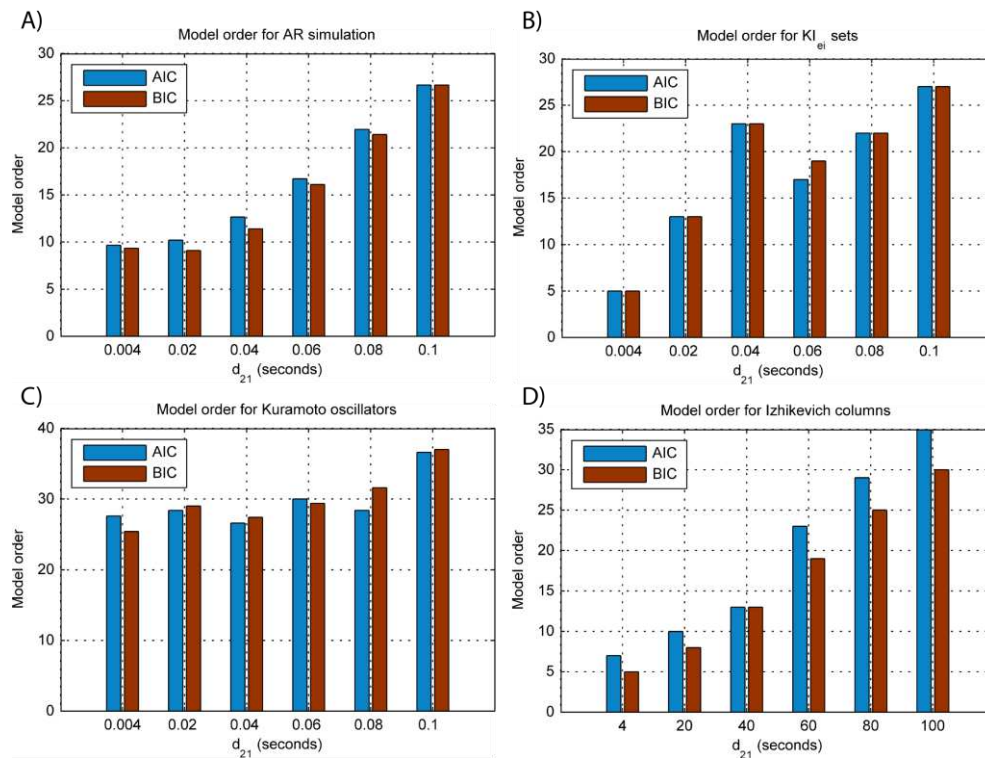 A)
Model order for AR simulation
30
25
20
15
10
5
0
Model order
AIC
BIC
0.004 0.02 0.04 0.06 0.08 0.1
d21 (seconds)
B)
Model order for KIei sets
30
25
20
15
10
5
0
Model order
AIC
BIC
0.004 0.02 0.04 0.06 0.08 0.1
d21 (seconds)
C)
Model order for Kuramoto oscillators
40
30
20
10
0
Model order
AIC
BIC
0.004 0.02 0.04 0.06 0.08 0.1
d21 (seconds)
D)
Model order for Izhikevich columns
35
30
25
20
15
10
5
0
Model order
AIC
BIC
4 20 40 60 80 100
d21 (seconds)